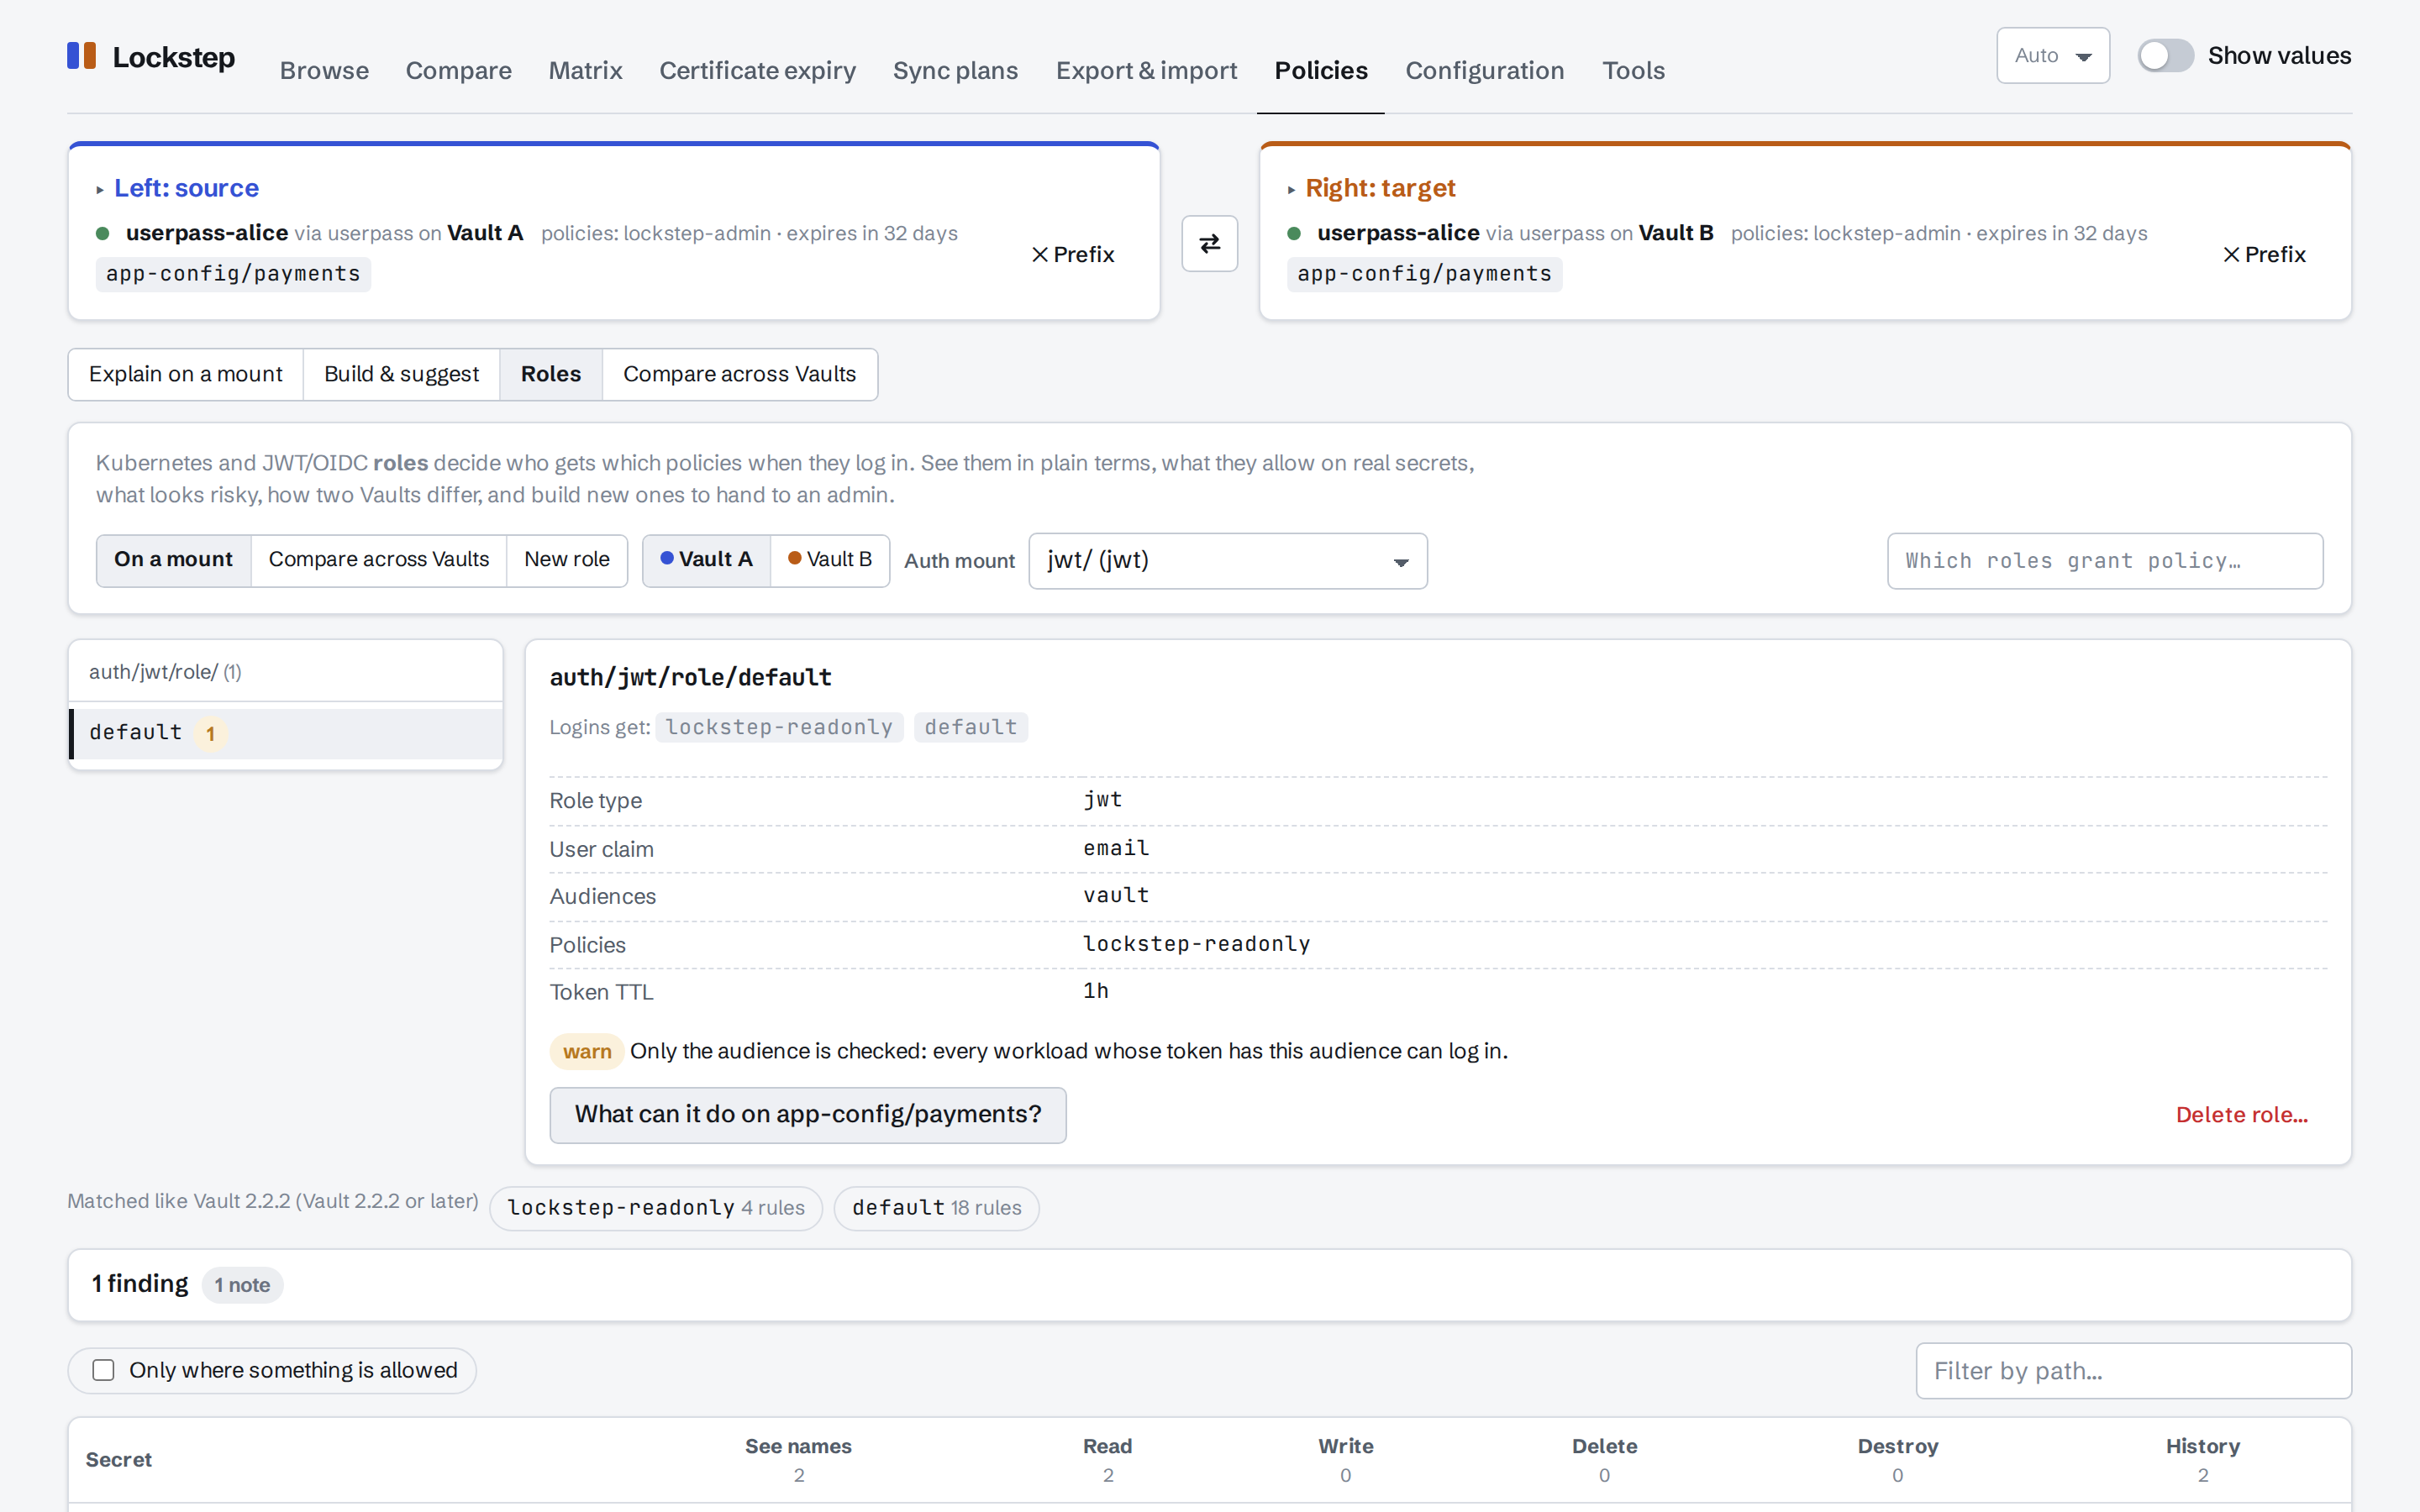 Lockstep
Browse Compare Matrix Certificate expiry Sync plans Export & import Policies Configuration Tools
Auto
Show values
Left: source
userpass-alice via userpass on Vault A policies: lockstep-admin · expires in 32 days
app-config/payments
× Prefix
Right: target
userpass-alice via userpass on Vault B policies: lockstep-admin · expires in 32 days
app-config/payments
× Prefix
Explain on a mount Build & suggest Roles Compare across Vaults
Kubernetes and JWT/OIDC roles decide who gets which policies when they log in. See them in plain terms, what they allow on real secrets,
what looks risky, how two Vaults differ, and build new ones to hand to an admin.
On a mount Compare across Vaults New role Vault A Vault B Auth mount jwt/ (jwt) Which roles grant policy…
auth/jwt/role/ (1)
default 1
auth/jwt/role/default
Logins get: lockstep-readonly default
Role type jwt
User claim email
Audiences vault
Policies lockstep-readonly
Token TTL 1h
warn Only the audience is checked: every workload whose token has this audience can log in.
What can it do on app-config/payments? Delete role…
Matched like Vault 2.2.2 (Vault 2.2.2 or later) lockstep-readonly 4 rules default 18 rules
1 finding 1 note
Only where something is allowed Filter by path…
Secret See names Read Write Delete Destroy History
2 2 0 0 0 2